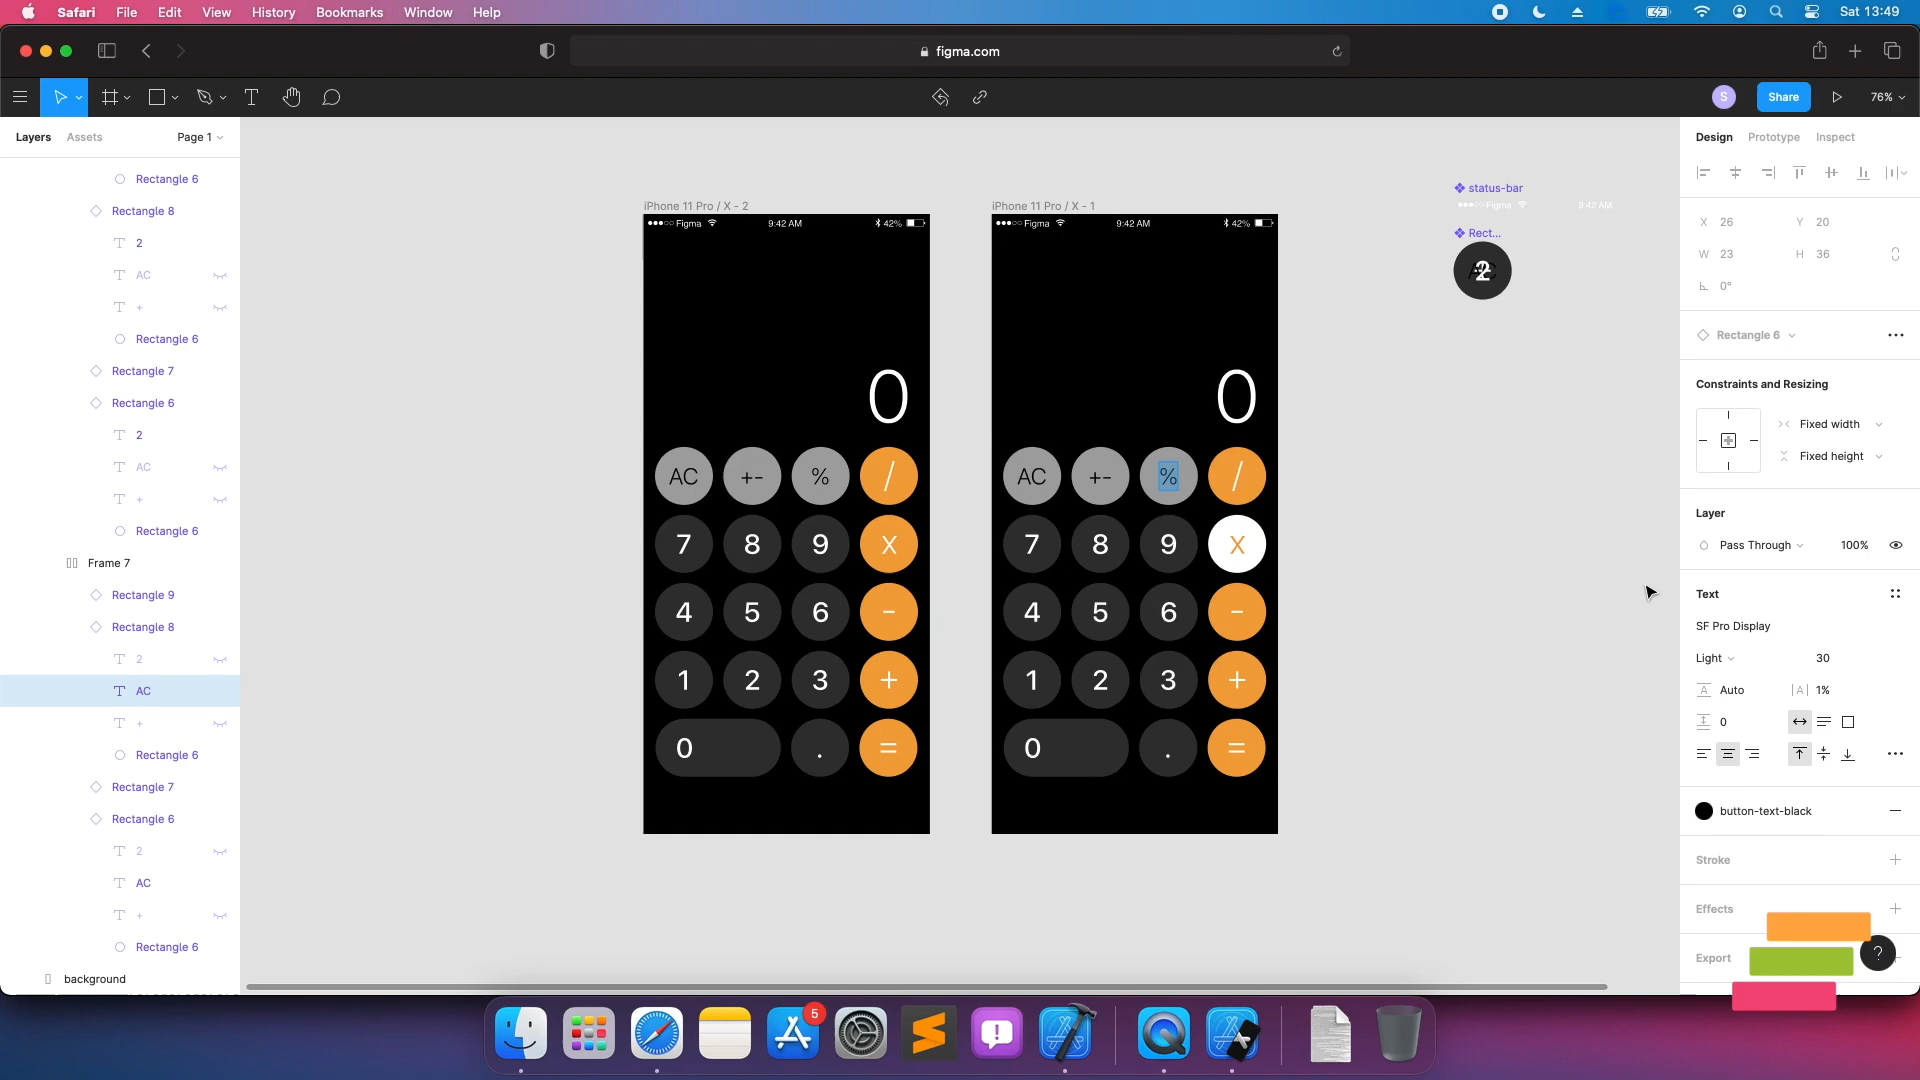 Safari File Edit View History Bookmarks Window Help
Sat 13:49
figma.com
S
Share
76%
Layers Assets Page 1
Design Prototype Inspect
Rectangle 6
Rectangle 8
2
AC
+
Rectangle 6
Rectangle 7
Rectangle 6
2
AC
+
Rectangle 6
Frame 7
Rectangle 9
Rectangle 8
2
AC
+
Rectangle 6
Rectangle 7
Rectangle 6
2
AC
+
Rectangle 6
background
iPhone 11 Pro / X - 2
Figma 9:42 AM 42%
0
AC +- % /
7 8 9 X
4 5 6 -
1 2 3 +
0 . =
iPhone 11 Pro / X - 1
Figma 9:42 AM 42%
0
AC +- % /
7 8 9 X
4 5 6 -
1 2 3 +
0 . =
status-bar
Figma 9:42 AM
Rect...
2
X 26 Y 20
W 23 H 36
0°
Rectangle 6
Constraints and Resizing
Fixed width
Fixed height
Layer
Pass Through 100%
Text
SF Pro Display
Light 30
A Auto |A| 1%
0
button-text-black
Stroke
Effects
Export
?
5